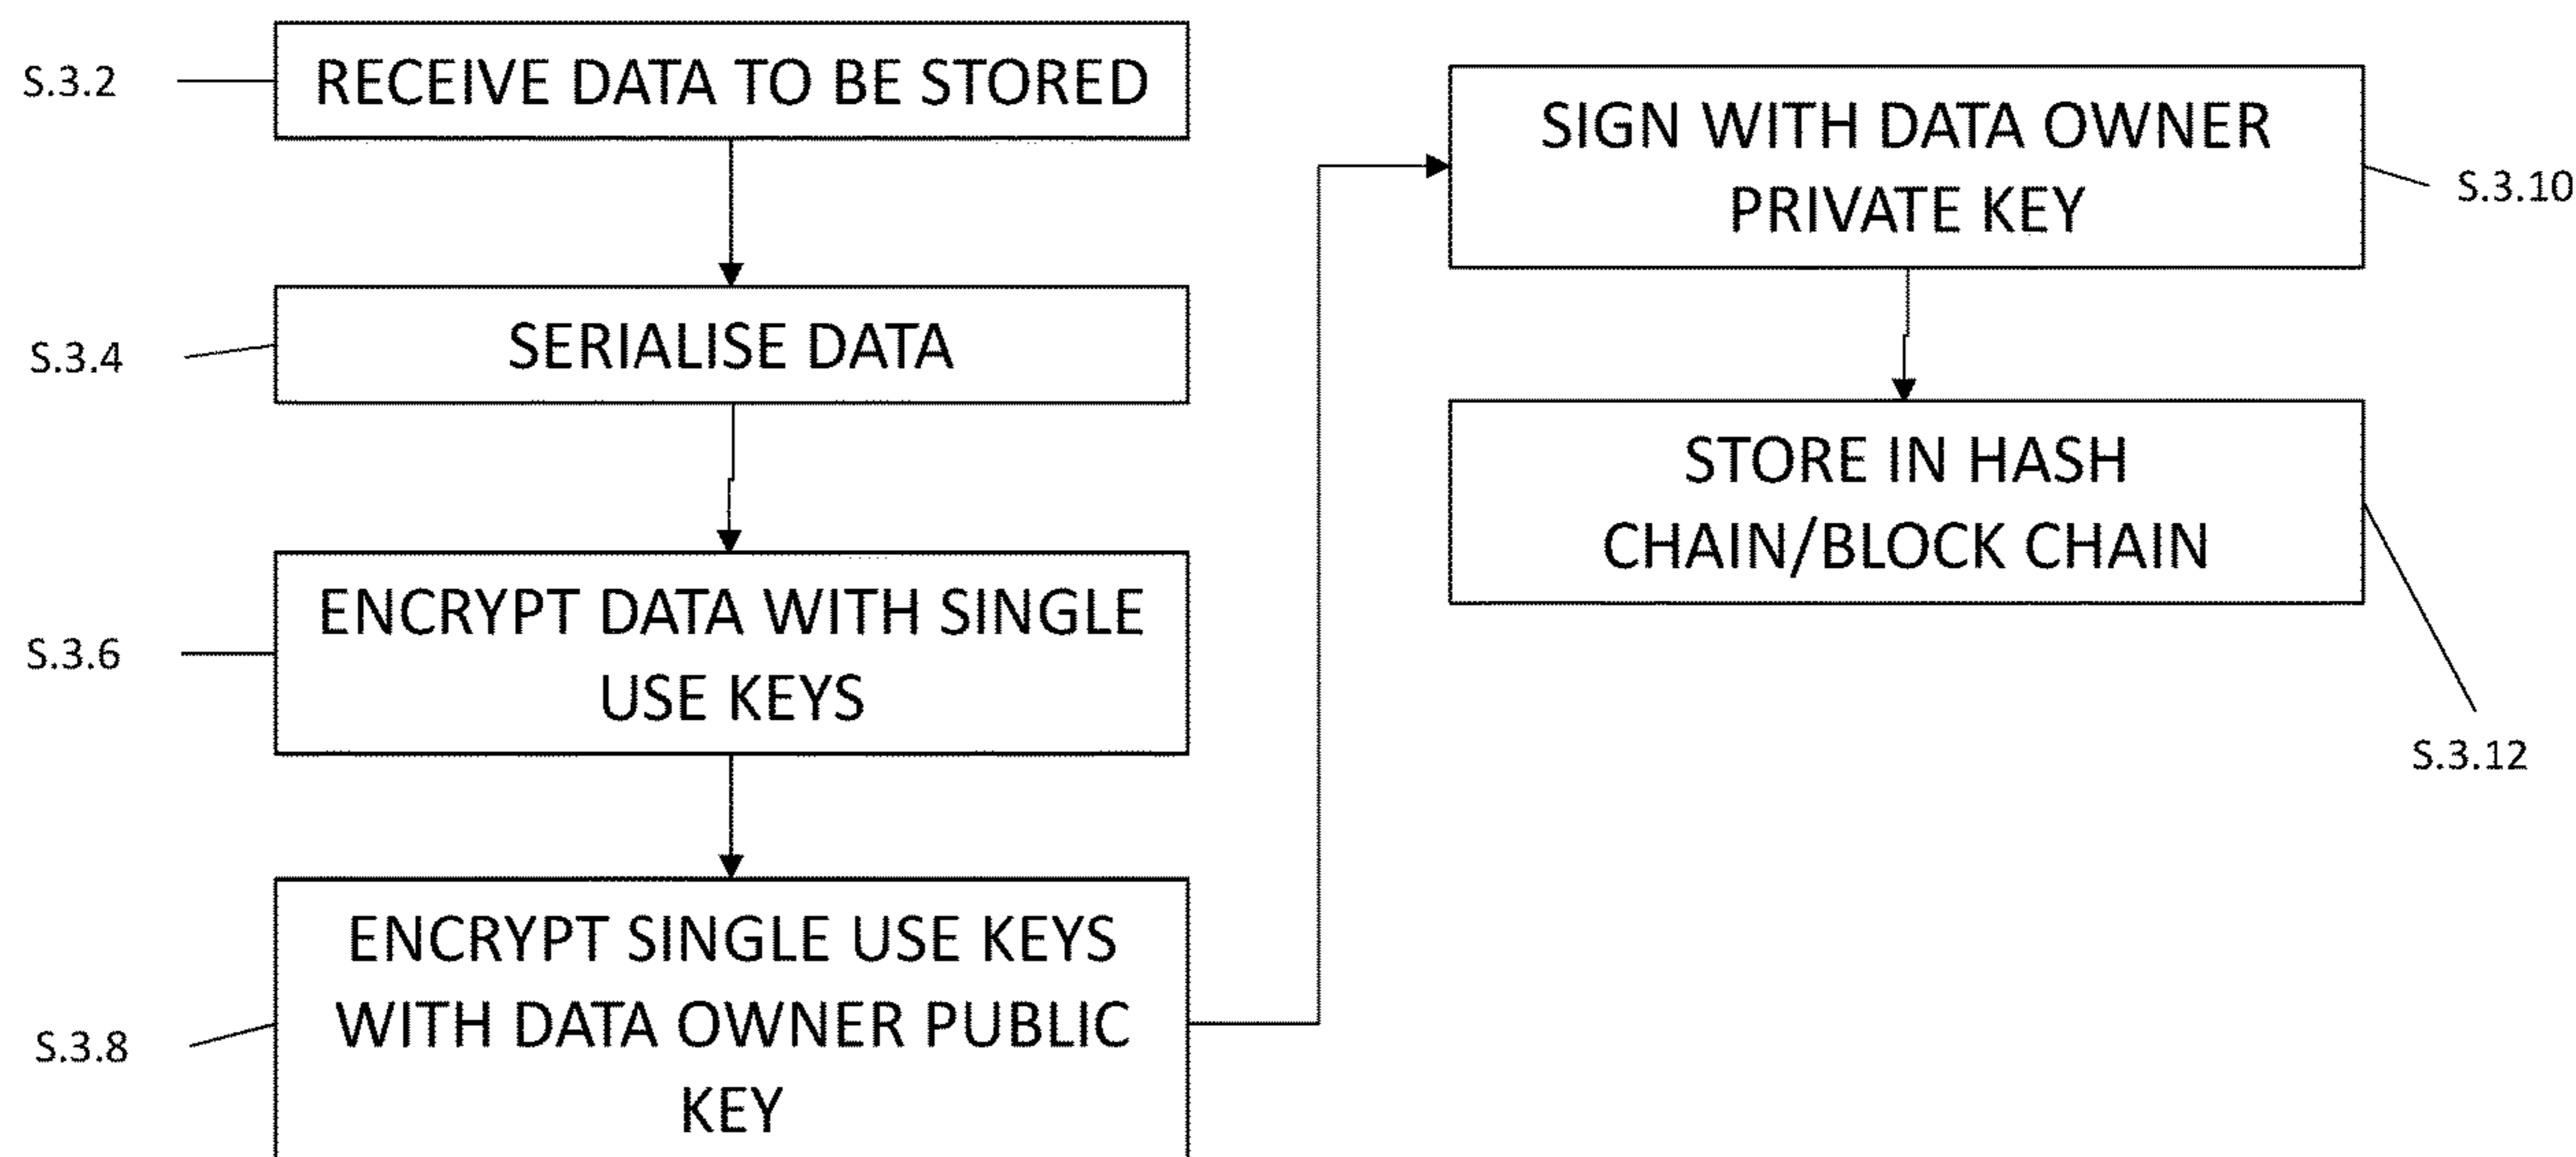 S.3.2
RECEIVE DATA TO BE STORED
S.3.4
SERIALISE DATA
S.3.6
ENCRYPT DATA WITH SINGLE
USE KEYS
S.3.8
ENCRYPT SINGLE USE KEYS
WITH DATA OWNER PUBLIC
KEY
SIGN WITH DATA OWNER
PRIVATE KEY
S.3.10
STORE IN HASH
CHAIN/BLOCK CHAIN
S.3.12